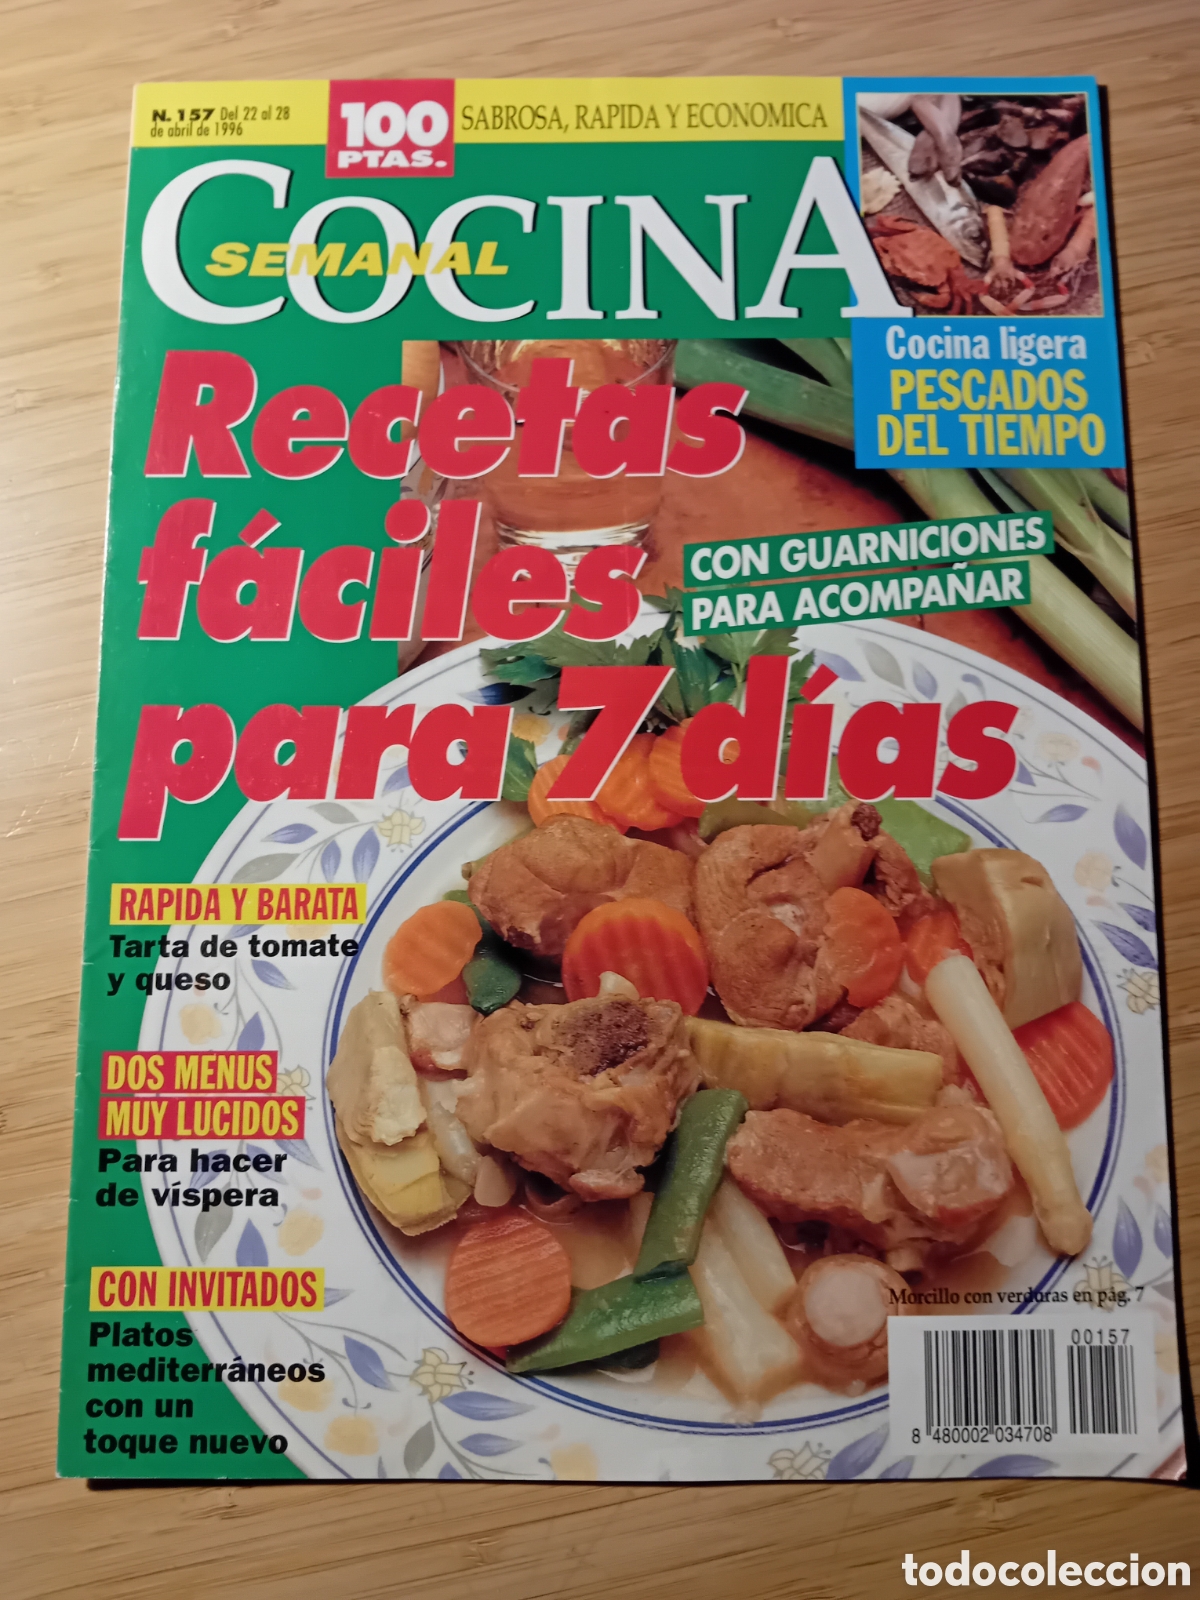 N. 157 Del 22 al 28
de abril de 1996
100
PTAS.
SABROSA, RAPIDA Y ECONOMICA
COCINA
SEMANAL
Cocina ligera
PESCADOS
DEL TIEMPO
Recetas
fáciles
para 7 días
CON GUARNICIONES
PARA ACOMPAÑAR
RAPIDA Y BARATA
Tarta de tomate
y queso
DOS MENUS
MUY LUCIDOS
Para hacer
de víspera
CON INVITADOS
Platos
mediterráneos
con un
toque nuevo
Morcillo con verduras en pág. 7
00157
8 480002 034708
todocoleccion